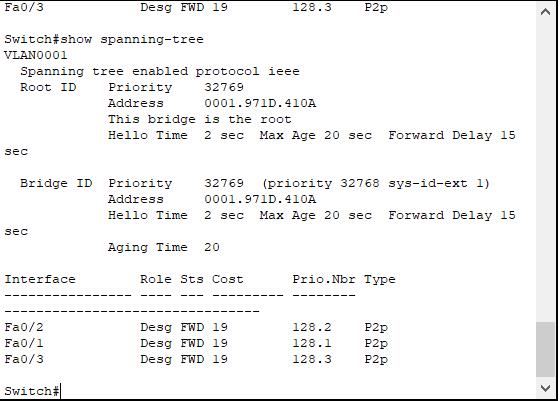 Fa0/3            Desg FWD 19        128.3    P2p
Switch#show spanning-tree
VLAN0001
  Spanning tree enabled protocol ieee
  Root ID    Priority    32769
             Address     0001.971D.410A
             This bridge is the root
             Hello Time  2 sec  Max Age 20 sec  Forward Delay 15
sec
  Bridge ID  Priority    32769  (priority 32768 sys-id-ext 1)
             Address     0001.971D.410A
             Hello Time  2 sec  Max Age 20 sec  Forward Delay 15
sec
             Aging Time  20
Interface        Role Sts Cost      Prio.Nbr Type
---------------- ---- --- --------- --------
--------------------------------
Fa0/2            Desg FWD 19        128.2    P2p
Fa0/1            Desg FWD 19        128.1    P2p
Fa0/3            Desg FWD 19        128.3    P2p
Switch#